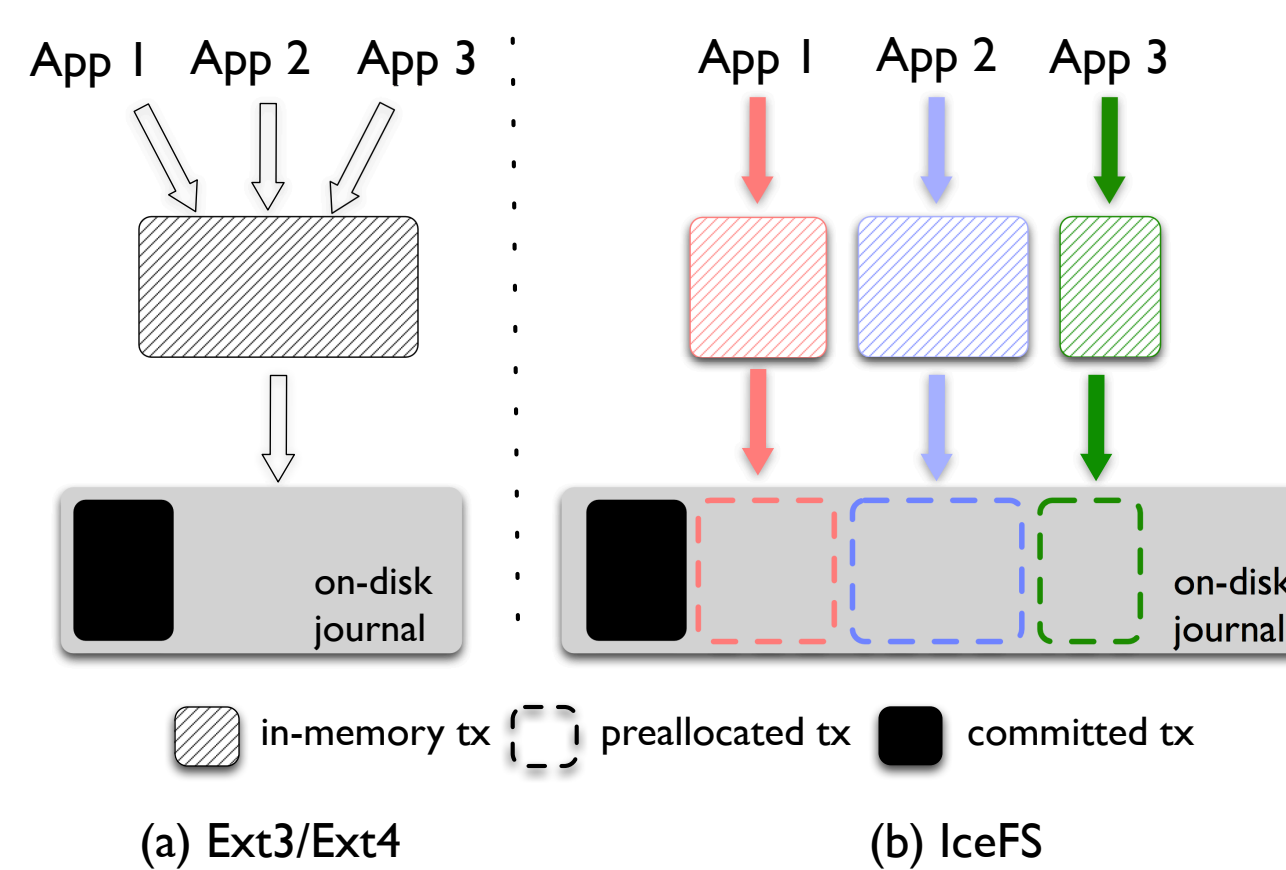 App 1 App 2 App 3
App 1 App 2 App 3
on-disk
journal
on-disk
journal
in-memory tx preallocated tx committed tx
(a) Ext3/Ext4
(b) IceFS